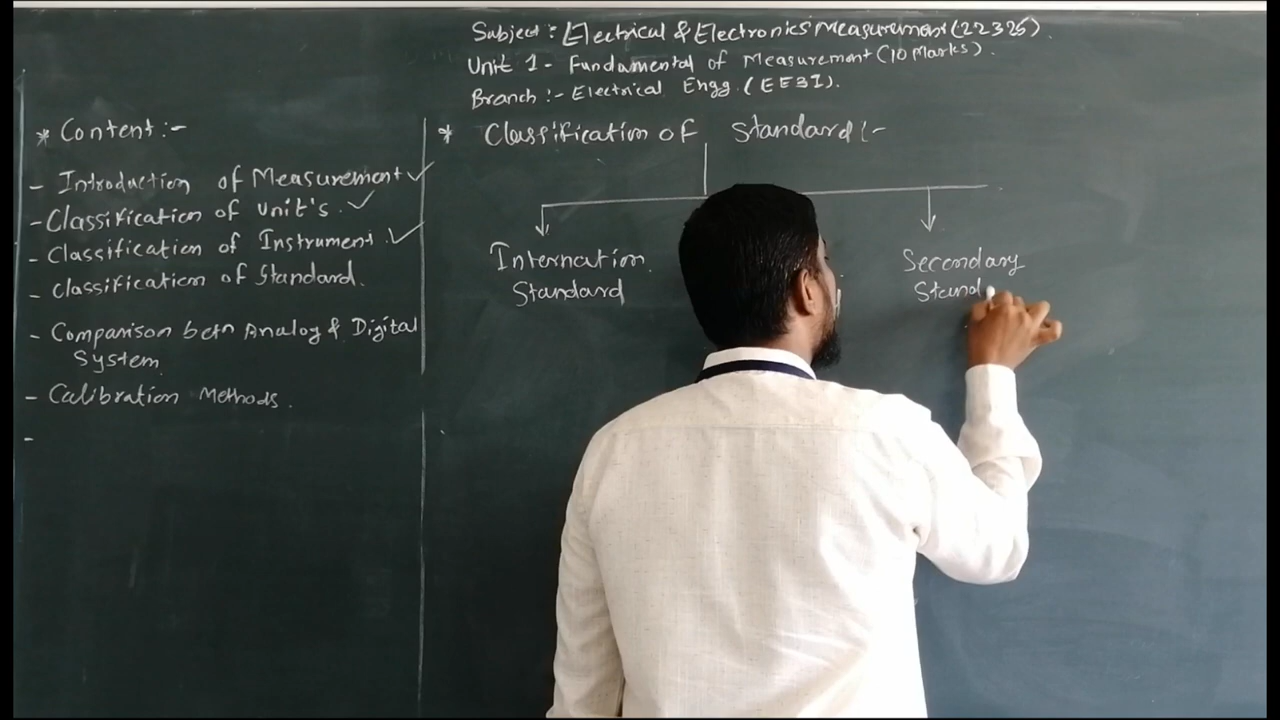 Subject : Electrical & Electronics Measurement (22325).
Unit 1 - Fundamental of Measurement (10 Marks).
Branch :- Electrical Engg. (EE3I).
* Content :-
- Introduction of Measurement ✓
- Classification of Unit's. ✓
- Classification of Instrument. ✓
- Classification of Standard.
- Comparison betn Analog & Digital
System.
- Calibration Methods.
-
* Classification of Standard :-
Internation
Standard
Secondary
Stand